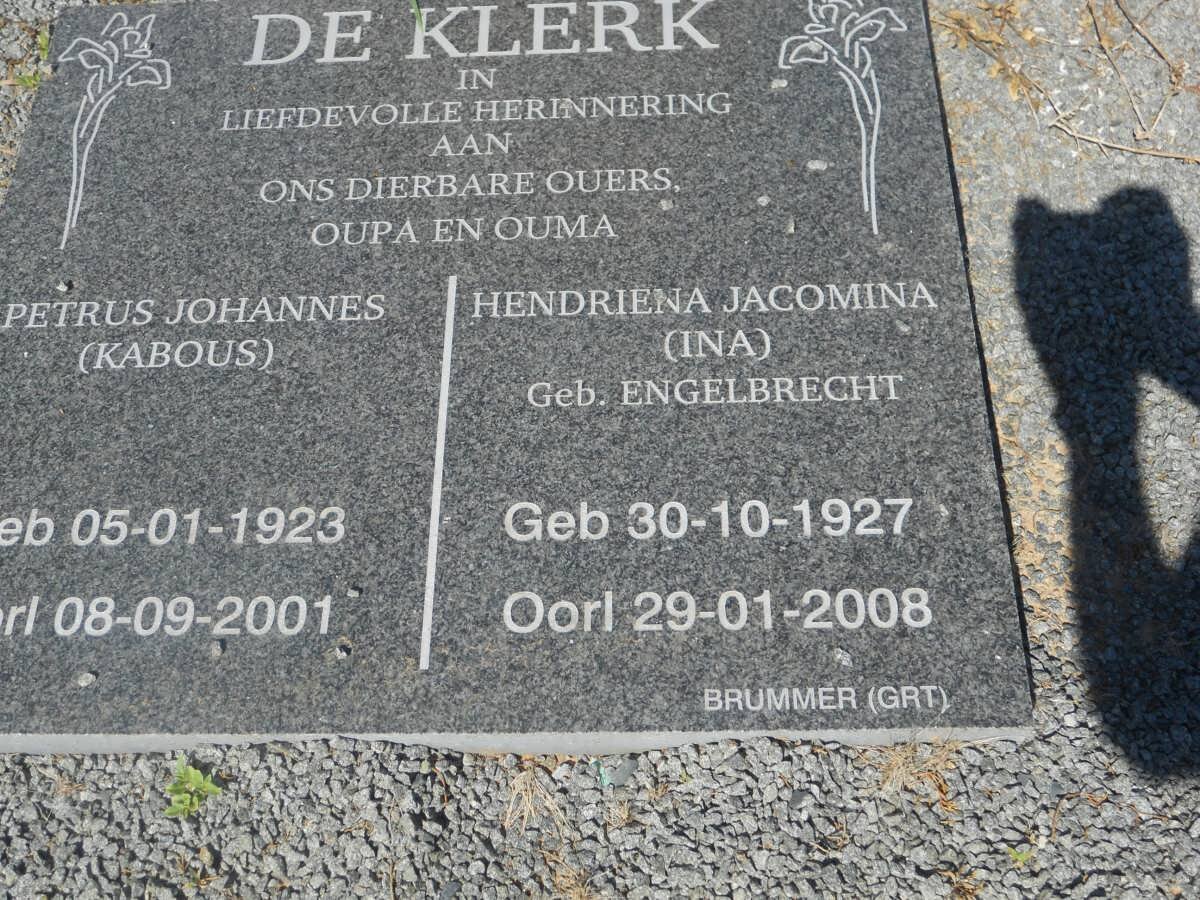 DE KLERK
IN
LIEFDEVOLLE HERINNERING
AAN
ONS DIERBARE OUERS,
OUPA EN OUMA
PETRUS JOHANNES
(KABOUS)
eb 05-01-1923
orl 08-09-2001
HENDRIENA JACOMINA
(INA)
Geb. ENGELBRECHT
Geb 30-10-1927
Oorl 29-01-2008
BRUMMER (GRT)